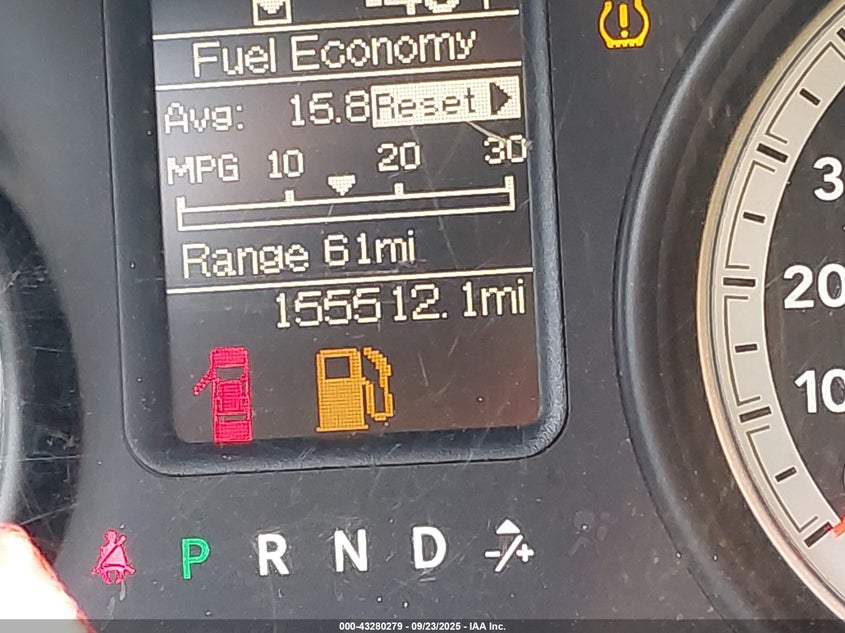 Fuel Economy
Avg: 15.8 Reset
MPG 10 20 30
Range 61mi
155512.1mi
20
10
P R N D -/+
000-43280279 - 09/23/2025 - IAA Inc.